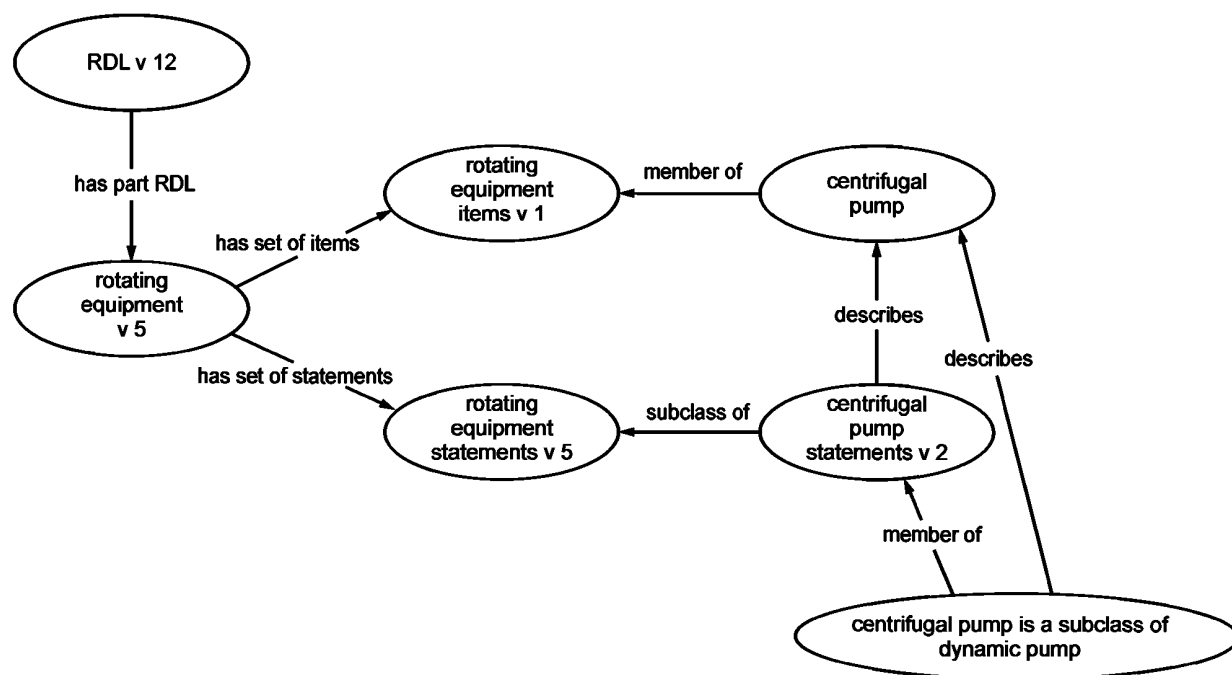 RDL v 12
has part RDL
rotating
equipment
v 5
has set of items
has set of statements
rotating
equipment
items v 1
rotating
equipment
statements v 5
member of
subclass of
centrifugal
pump
describes
describes
centrifugal
pump
statements v 2
member of
centrifugal pump is a subclass of
dynamic pump